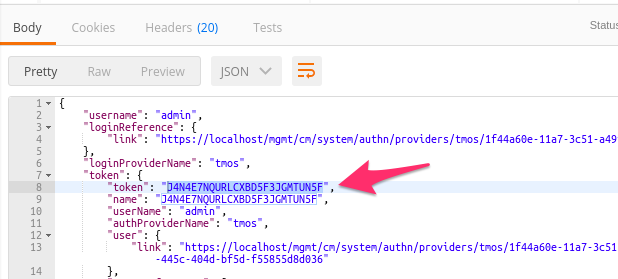 Body Cookies Headers (20) Tests Status
Pretty Raw Preview JSON
1 {
2 "username": "admin",
3 "loginReference": {
4 "link": "https://localhost/mgmt/cm/system/authn/providers/tmos/1f44a60e-11a7-3c51-a49
5 },
6 "loginProviderName": "tmos",
7 "token": {
8 "token": "J4N4E7NQURLCXBD5F3JGMTUN5F",
9 "name": "J4N4E7NQURLCXBD5F3JGMTUN5F",
10 "userName": "admin",
11 "authProviderName": "tmos",
12 "user": {
13 "link": "https://localhost/mgmt/cm/system/authn/providers/tmos/1f44a60e-11a7-3c51
-445c-404d-bf5d-f55855d8d036"
14 },